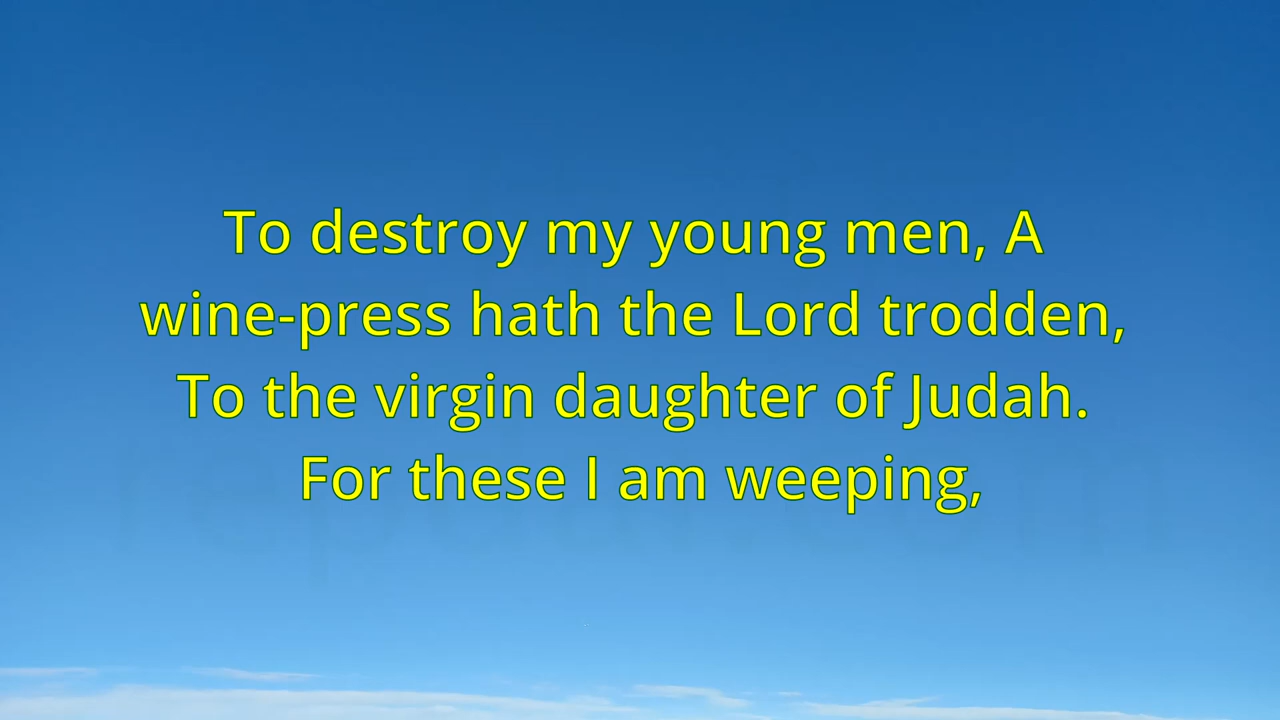 To destroy my young men, A
wine-press hath the Lord trodden,
To the virgin daughter of Judah.
For these I am weeping,